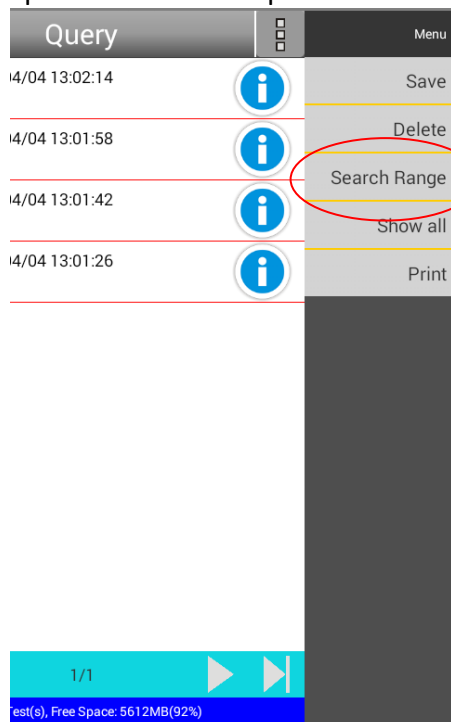 Query
Menu
4/04 13:02:14
Save
4/04 13:01:58
Delete
Search Range
4/04 13:01:42
Show all
4/04 13:01:26
Print
1/1
est(s), Free Space: 5612MB(92%)